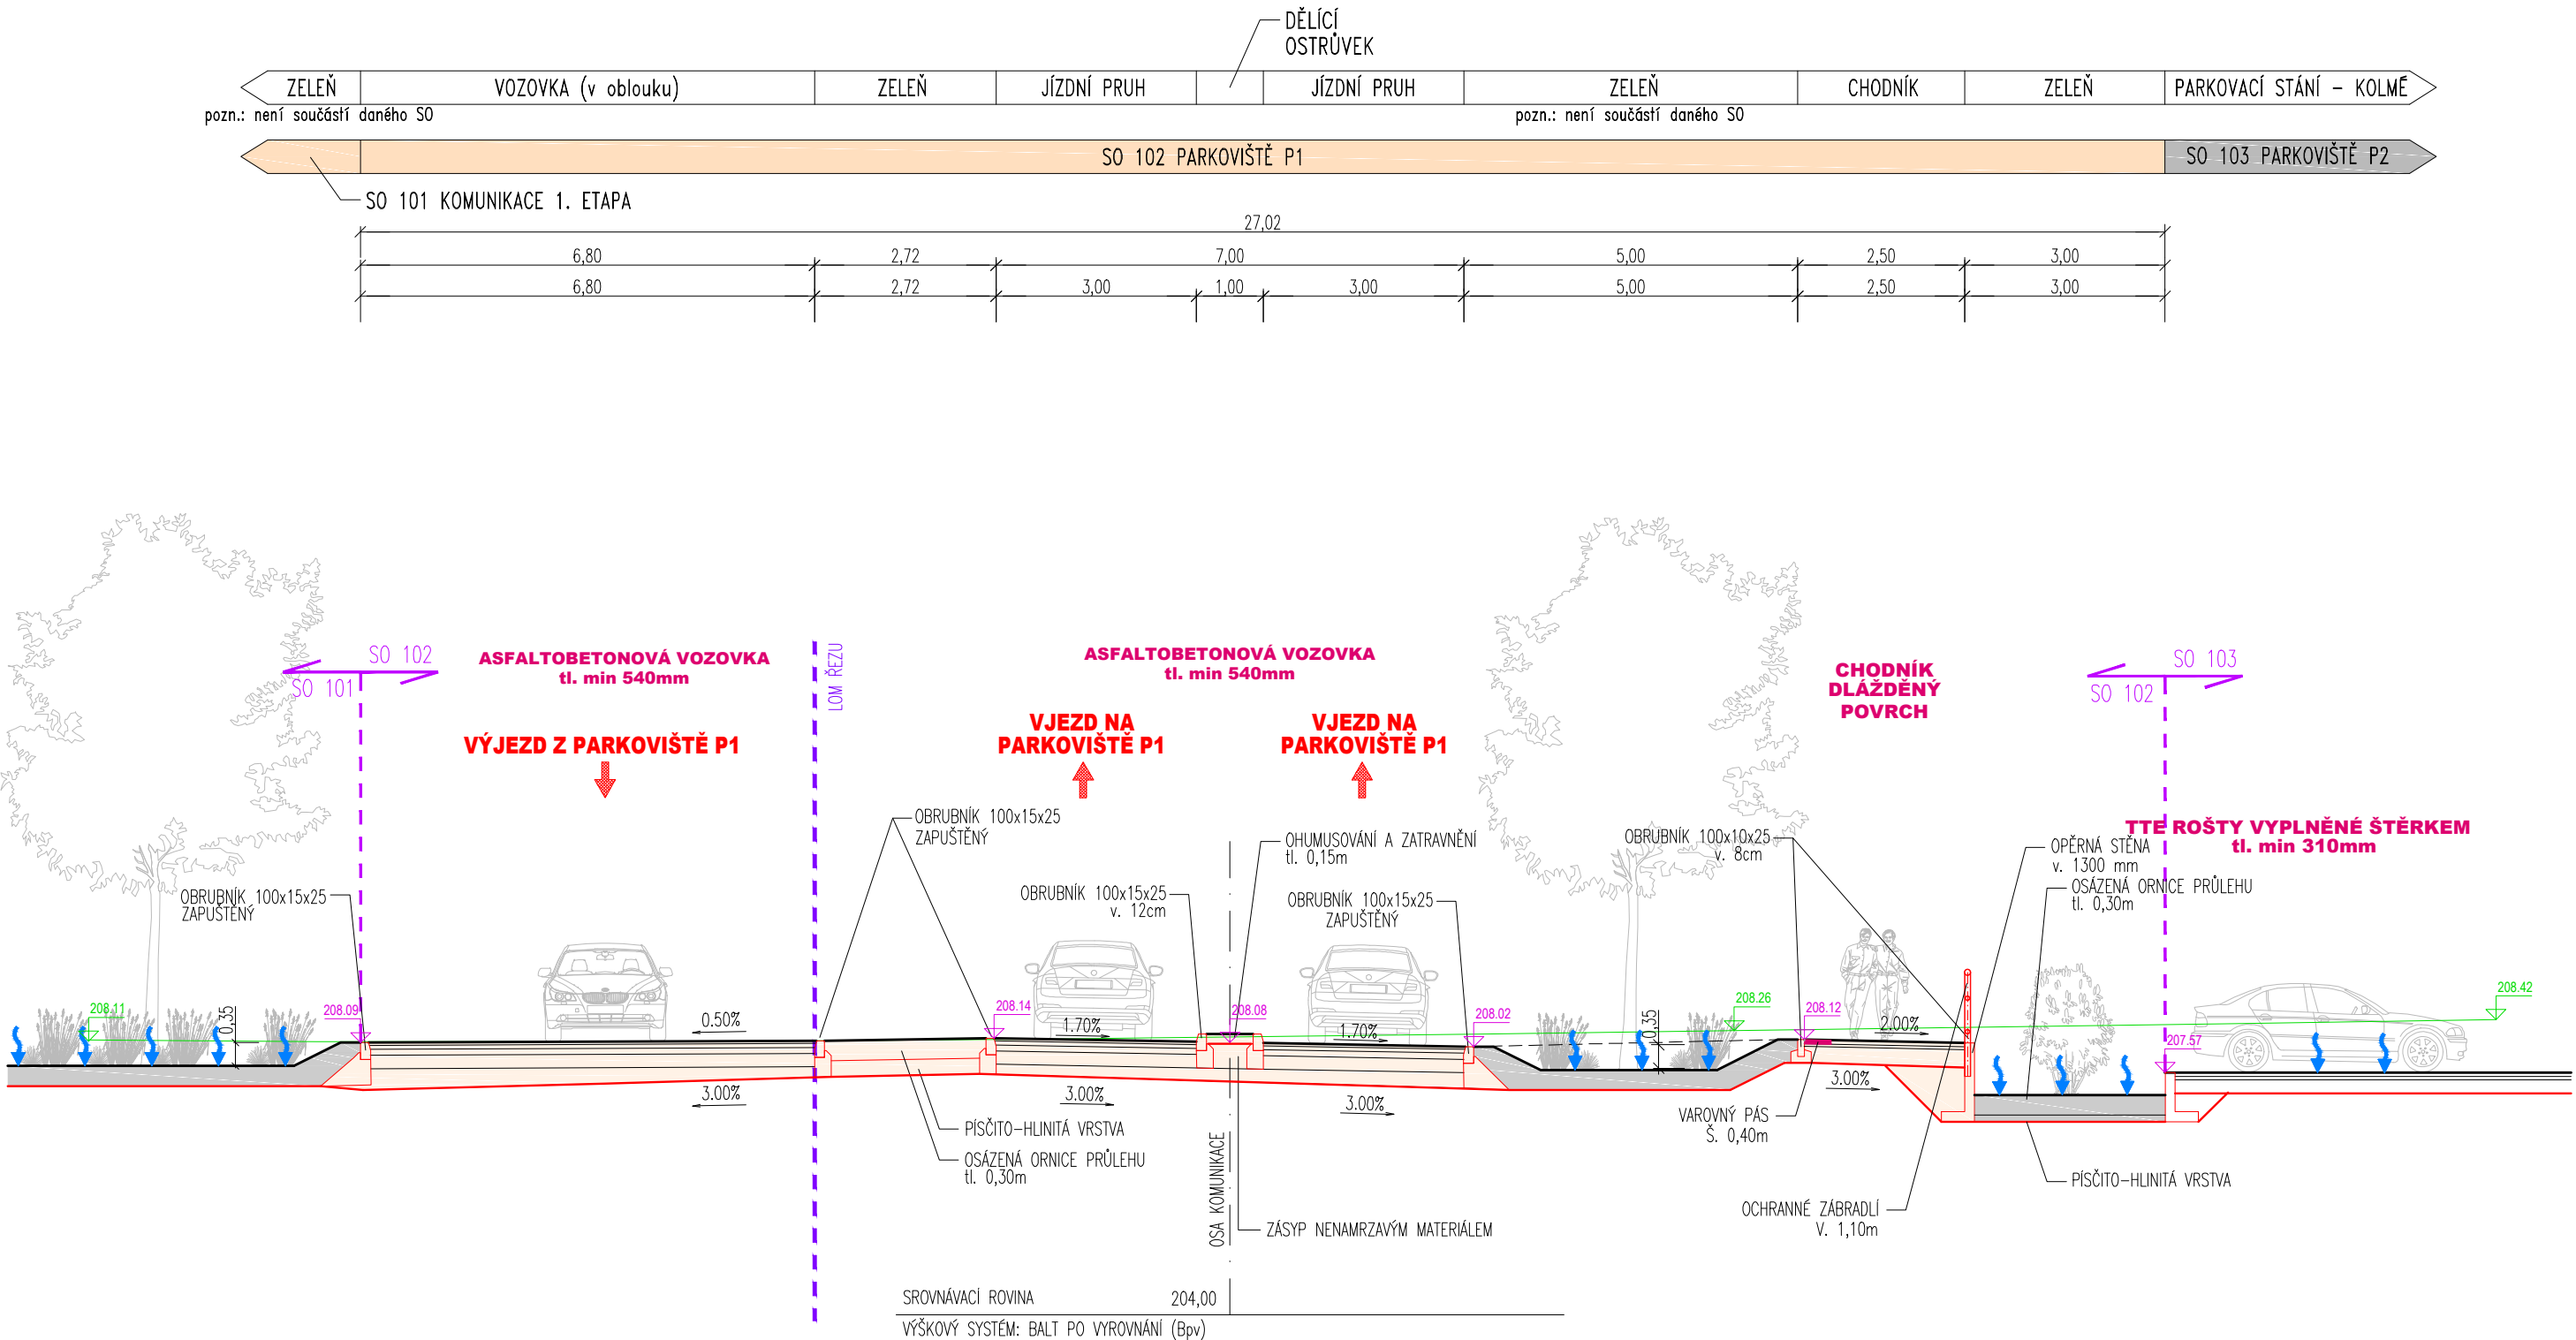 DĚLÍCÍ
OSTRŮVEK
ZELEŇ
VOZOVKA (v oblouku)
ZELEŇ
JÍZDNÍ PRUH
JÍZDNÍ PRUH
ZELEŇ
CHODNÍK
ZELEŇ
PARKOVACÍ STÁNÍ – KOLMÉ
pozn.: není součástí daného SO
pozn.: není součástí daného SO
SO 102 PARKOVIŠTĚ P1
SO 103 PARKOVIŠTĚ P2
SO 101 KOMUNIKACE 1. ETAPA
27,02
6,80
2,72
7,00
5,00
2,50
3,00
6,80
2,72
3,00
1,00
3,00
5,00
2,50
3,00
SO 102
SO 101
ASFALTOBETONOVÁ VOZOVKA
tl. min 540mm
LOM ŘEZU
ASFALTOBETONOVÁ VOZOVKA
tl. min 540mm
CHODNÍK
DLÁŽDĚNÝ
POVRCH
SO 103
SO 102
VÝJEZD Z PARKOVIŠTĚ P1
VJEZD NA
PARKOVIŠTĚ P1
VJEZD NA
PARKOVIŠTĚ P1
OBRUBNÍK 100x15x25
ZAPUŠTĚNÝ
OHUMUSOVÁNÍ A ZATRAVNĚNÍ
tl. 0,15m
OBRUBNÍK 100x10x25
v. 8cm
TTE ROŠTY VYPLNĚNÉ ŠTĚRKEM
tl. min 310mm
OPĚRNÁ STĚNA
v. 1300 mm
OSÁZENÁ ORNICE PRŮLEHU
tl. 0,30m
OBRUBNÍK 100x15x25
ZAPUŠTĚNÝ
OBRUBNÍK 100x15x25
v. 12cm
OBRUBNÍK 100x15x25
ZAPUŠTĚNÝ
208.11
0,35
208.09
0.50%
208.14
1.70%
208.08
1.70%
208.02
208.26
0,35
208.12
2.00%
207.57
208.42
3.00%
3.00%
3.00%
3.00%
PÍSČITO–HLINITÁ VRSTVA
OSÁZENÁ ORNICE PRŮLEHU
tl. 0,30m
VAROVNÝ PÁS
Š. 0,40m
PÍSČITO–HLINITÁ VRSTVA
OCHRANNÉ ZÁBRADLÍ
V. 1,10m
OSA KOMUNIKACE
ZÁSYP NENAMRZAVÝM MATERIÁLEM
SROVNÁVACÍ ROVINA 204,00
VÝŠKOVÝ SYSTÉM: BALT PO VYROVNÁNÍ (Bpv)